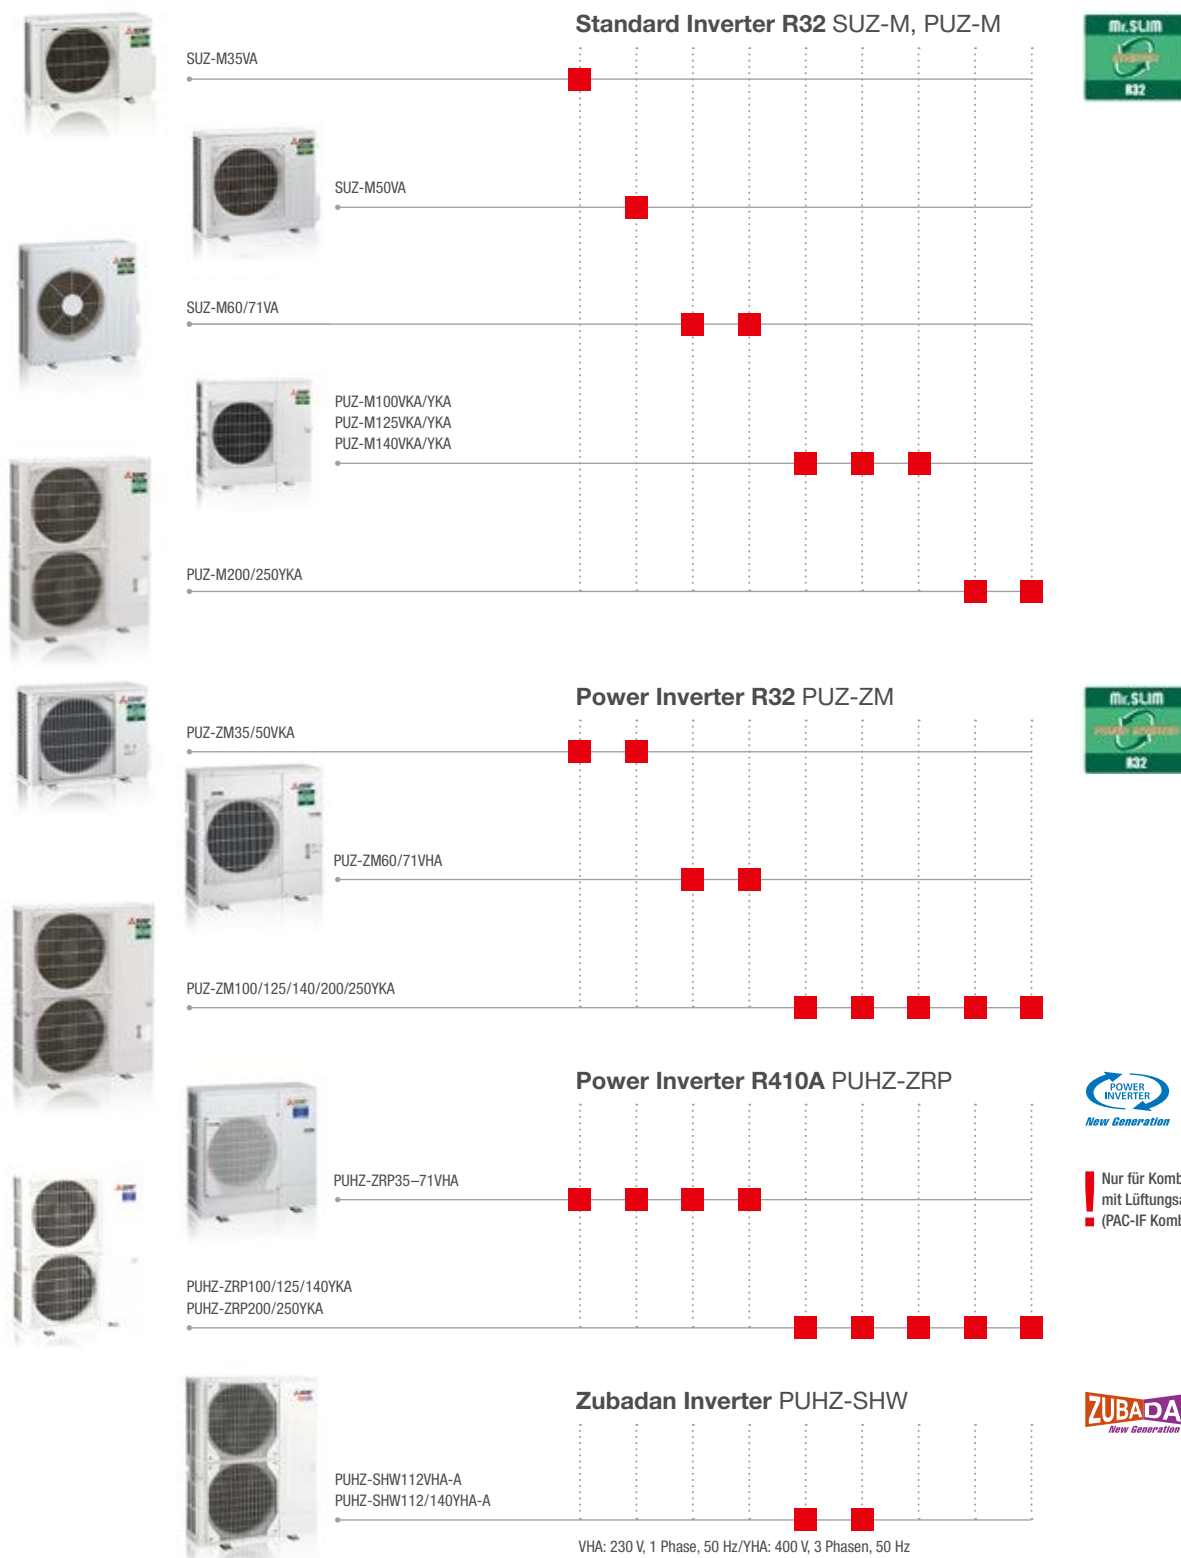 Standard Inverter R32 SUZ-M, PUZ-M
Mr.SLIM
INVERTER
R32
SUZ-M35VA
SUZ-M50VA
SUZ-M60/71VA
PUZ-M100VKA/YKA
PUZ-M125VKA/YKA
PUZ-M140VKA/YKA
PUZ-M200/250YKA
Power Inverter R32 PUZ-ZM
Mr.SLIM
POWER INVERTER
R32
PUZ-ZM35/50VKA
PUZ-ZM60/71VHA
PUZ-ZM100/125/140/200/250YKA
Power Inverter R410A PUHZ-ZRP
POWER
INVERTER
New Generation
PUHZ-ZRP35–71VHA
Nur für Komb
mit Lüftungsa
(PAC-IF Komb
PUHZ-ZRP100/125/140YKA
PUHZ-ZRP200/250YKA
Zubadan Inverter PUHZ-SHW
ZUBADA
New Generation
PUHZ-SHW112VHA-A
PUHZ-SHW112/140YHA-A
VHA: 230 V, 1 Phase, 50 Hz/YHA: 400 V, 3 Phasen, 50 Hz